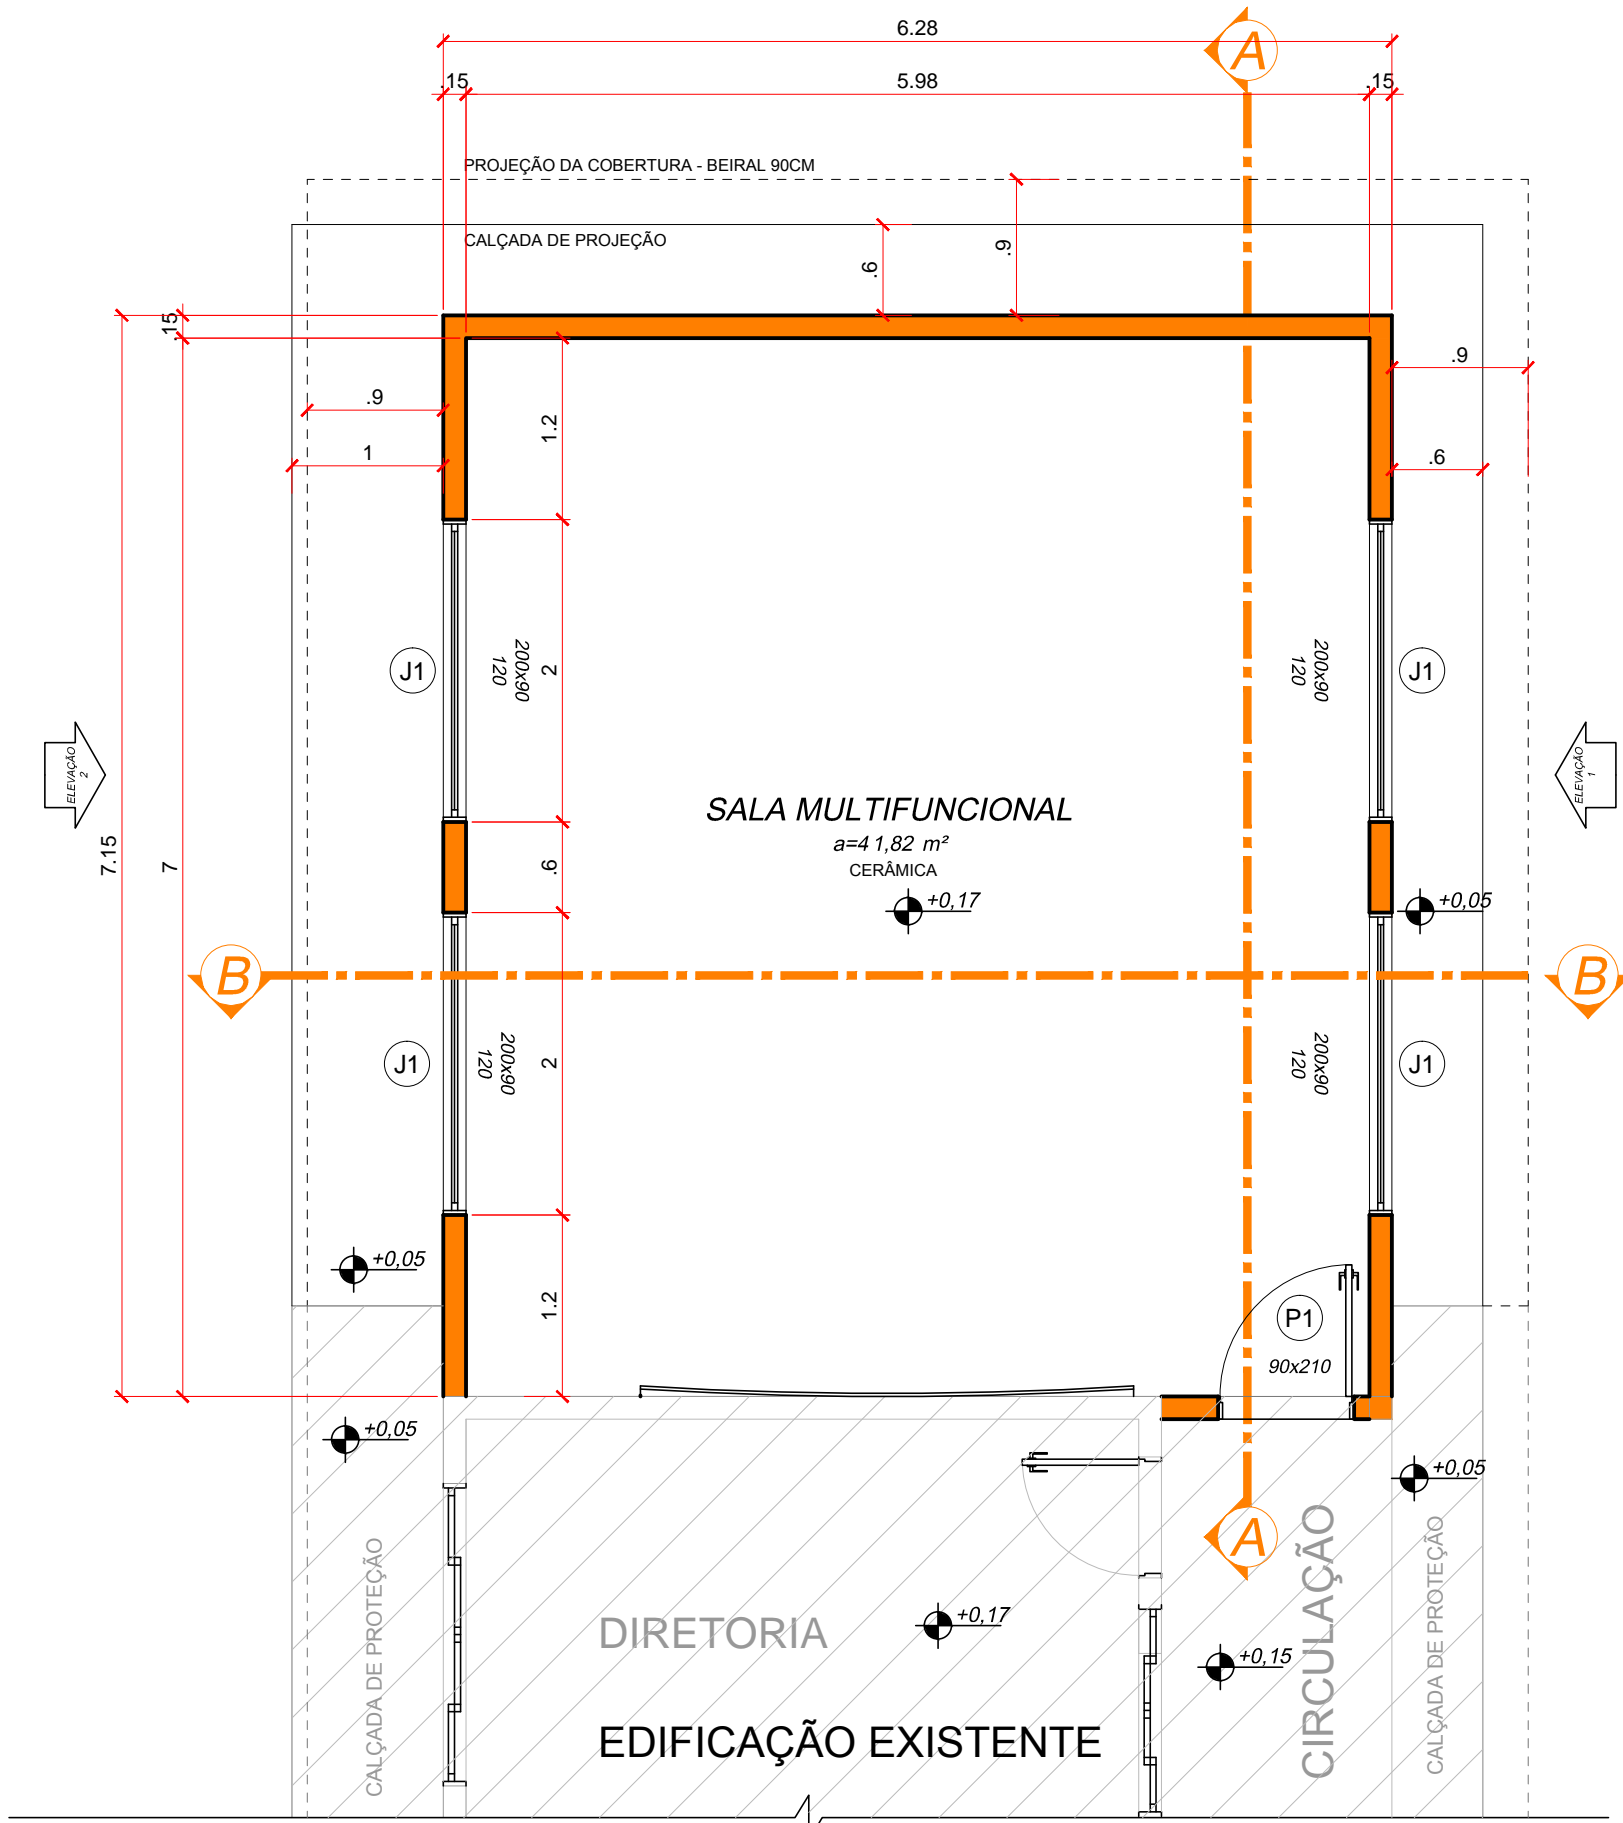 6.28
A
.15
5.98
.15
PROJEÇÃO DA COBERTURA - BEIRAL 90CM
CALÇADA DE PROJEÇÃO
.6
.9
.15
.9
.9
1.2
1
.6
J1
200x90
120
2
200x90
120
J1
ELEVAÇÃO
2
ELEVAÇÃO
1
SALA MULTIFUNCIONAL
a=41,82 m²
CERÂMICA
7.15
7
.6
+0,17
+0,05
B
B
J1
200x90
120
2
200x90
120
J1
+0,05
1.2
P1
90x210
+0,05
+0,05
A
CALÇADA DE PROTEÇÃO
DIRETORIA
+0,17
+0,15
CIRCULAÇÃO
CALÇADA DE PROTEÇÃO
EDIFICAÇÃO EXISTENTE